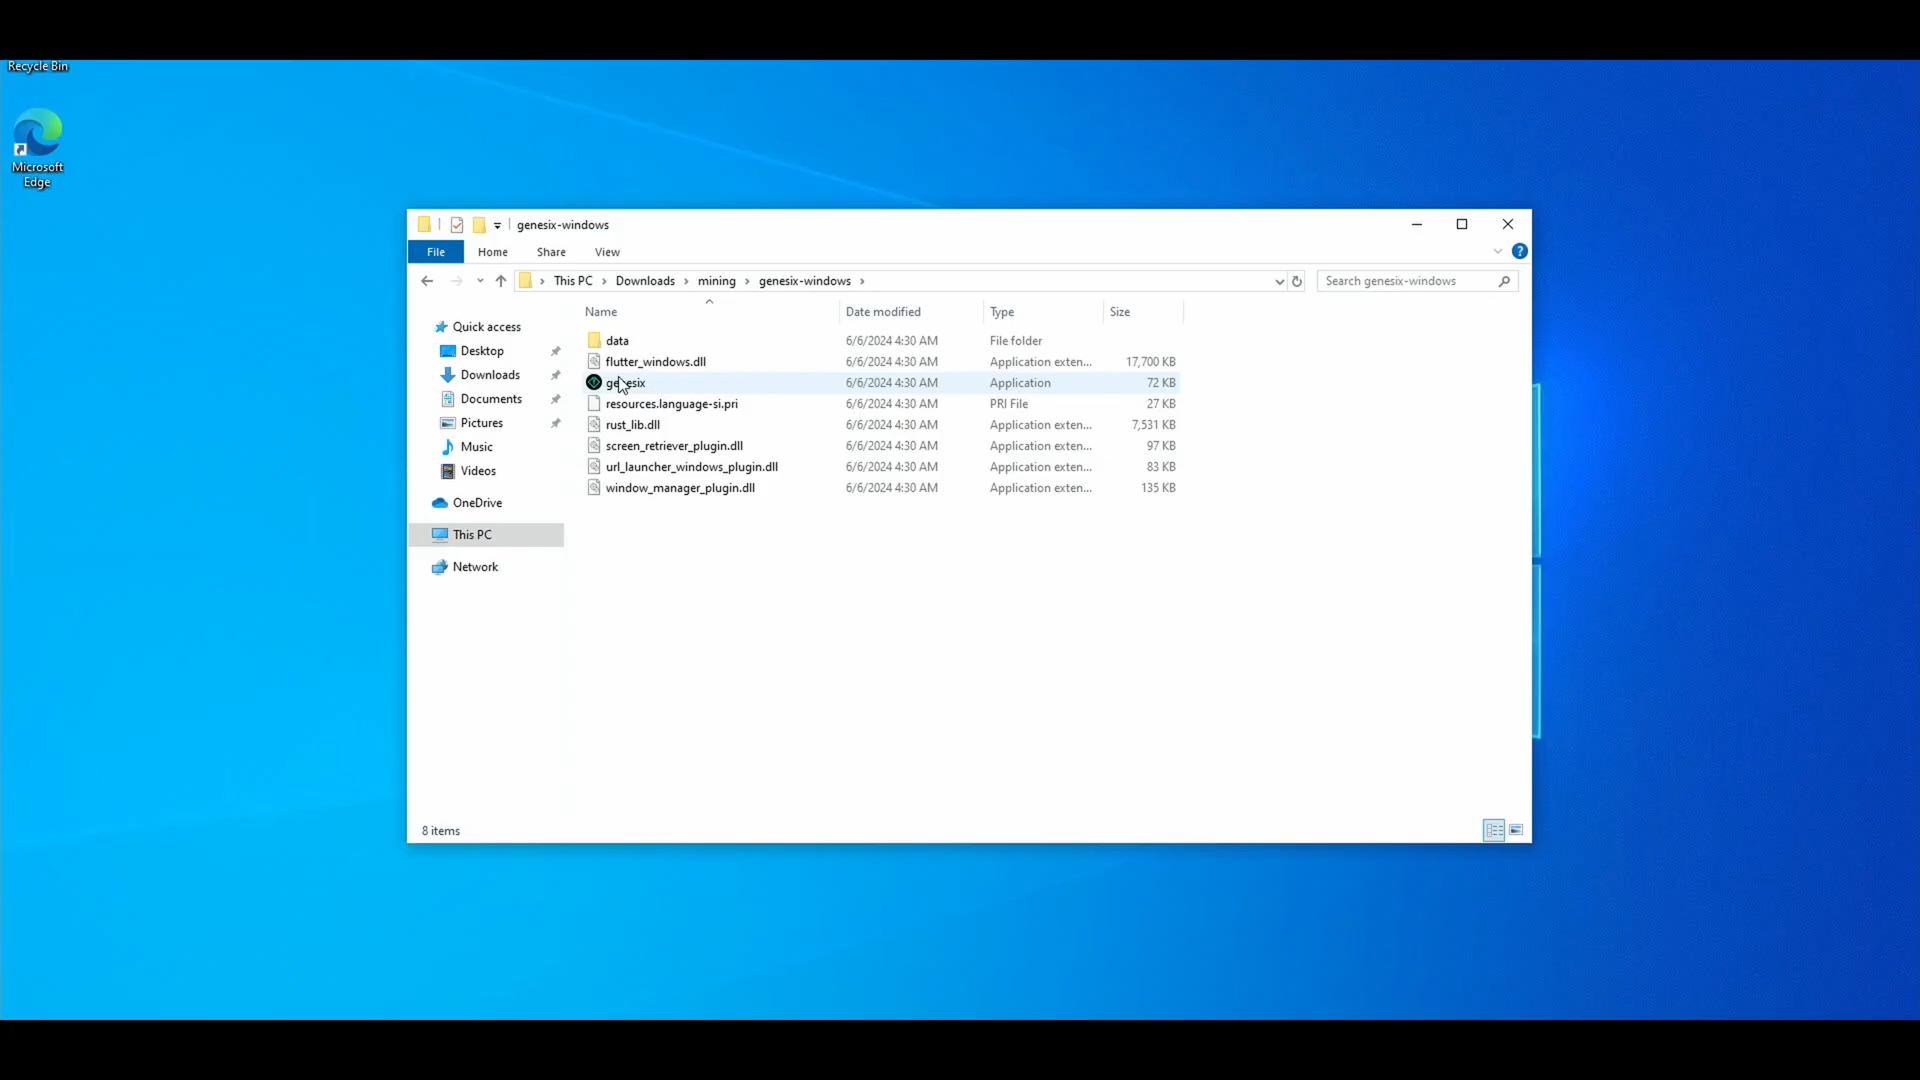 Recycle Bin
Microsoft
Edge
genesix-windows
File Home Share View
This PC Downloads mining genesix-windows
Search genesix-windows
Name Date modified Type Size
Quick access
Desktop
Downloads
Documents
Pictures
Music
Videos
OneDrive
This PC
Network
data 6/6/2024 4:30 AM File folder
flutter_windows.dll 6/6/2024 4:30 AM Application exten... 17,700 KB
genesix 6/6/2024 4:30 AM Application 72 KB
resources.language-si.pri 6/6/2024 4:30 AM PRI File 27 KB
rust_lib.dll 6/6/2024 4:30 AM Application exten... 7,531 KB
screen_retriever_plugin.dll 6/6/2024 4:30 AM Application exten... 97 KB
url_launcher_windows_plugin.dll 6/6/2024 4:30 AM Application exten... 83 KB
window_manager_plugin.dll 6/6/2024 4:30 AM Application exten... 135 KB
8 items